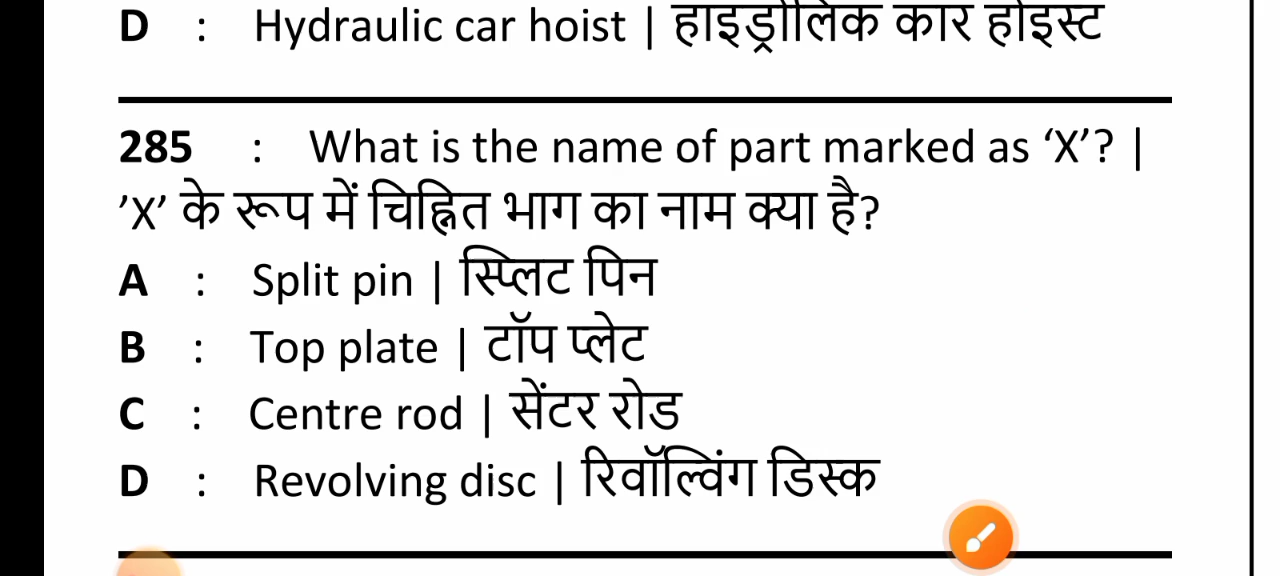 D : Hydraulic car hoist | हाइड्रोलिक कार होइस्ट
285 : What is the name of part marked as ‘X’? |
’X’ के रूप में चिह्नित भाग का नाम क्या है?
A : Split pin | स्प्लिट पिन
B : Top plate | टॉप प्लेट
C : Centre rod | सेंटर रोड
D : Revolving disc | रिवॉल्विंग डिस्क